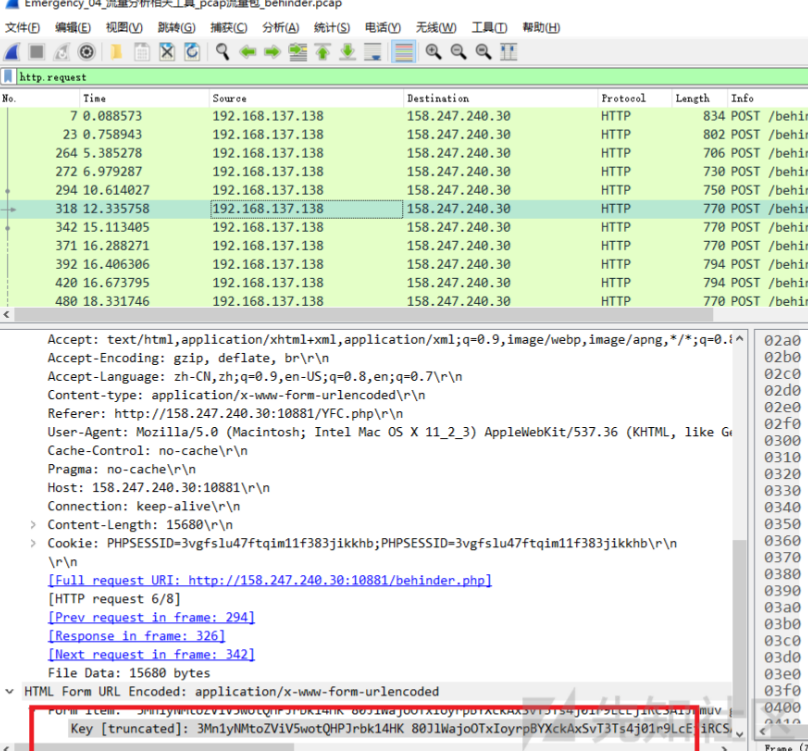 Emergency_04_流量分析相关工具_pcap流量包_behinder.pcap
文件(F) 编辑(E) 视图(V) 跳转(G) 捕获(C) 分析(A) 统计(S) 电话(Y) 无线(W) 工具(T) 帮助(H)
http.request
No. Time Source Destination Protocol Length Info
7 0.088573 192.168.137.138 158.247.240.30 HTTP 834 POST /behin
23 0.758943 192.168.137.138 158.247.240.30 HTTP 802 POST /behin
264 5.385278 192.168.137.138 158.247.240.30 HTTP 706 POST /behin
272 6.979287 192.168.137.138 158.247.240.30 HTTP 730 POST /behin
294 10.614027 192.168.137.138 158.247.240.30 HTTP 750 POST /behin
318 12.335758 192.168.137.138 158.247.240.30 HTTP 770 POST /behin
342 15.113405 192.168.137.138 158.247.240.30 HTTP 770 POST /behin
371 16.288271 192.168.137.138 158.247.240.30 HTTP 770 POST /behin
392 16.406306 192.168.137.138 158.247.240.30 HTTP 794 POST /behin
420 16.673795 192.168.137.138 158.247.240.30 HTTP 794 POST /behin
480 18.331746 192.168.137.138 158.247.240.30 HTTP 770 POST /behin
Accept: text/html,application/xhtml+xml,application/xml;q=0.9,image/webp,image/apng,*/*;q=0.8 02a0
Accept-Encoding: gzip, deflate, br\r\n 02b0
Accept-Language: zh-CN,zh;q=0.9,en-US;q=0.8,en;q=0.7\r\n 02c0
Content-type: application/x-www-form-urlencoded\r\n 02d0
Referer: http://158.247.240.30:10881/YFC.php\r\n 02e0
User-Agent: Mozilla/5.0 (Macintosh; Intel Mac OS X 11_2_3) AppleWebKit/537.36 (KHTML, like Ge 02f0
Cache-Control: no-cache\r\n 0300
Pragma: no-cache\r\n 0310
Host: 158.247.240.30:10881\r\n 0320
Connection: keep-alive\r\n 0330
Content-Length: 15680\r\n 0340
Cookie: PHPSESSID=3vgfslu47ftqim11f383jikkhb;PHPSESSID=3vgfslu47ftqim11f383jikkhb\r\n 0350
\r\n 0360
[Full request URI: http://158.247.240.30:10881/behinder.php] 0370
[HTTP request 6/8] 0380
[Prev request in frame: 294] 0390
[Response in frame: 326] 03a0
[Next request in frame: 342] 03b0
File Data: 15680 bytes 03c0
HTML Form URL Encoded: application/x-www-form-urlencoded 03d0
03e0
03f0
Form item: 0400
Key [truncated]: 3Mn1yNMtoZViV5wotQHPJrbk14HK 80JlWajoOTxIoyrpBYXckAxSvT3Ts4j01r9LcEjiRCS
0410
Frame
先知社区